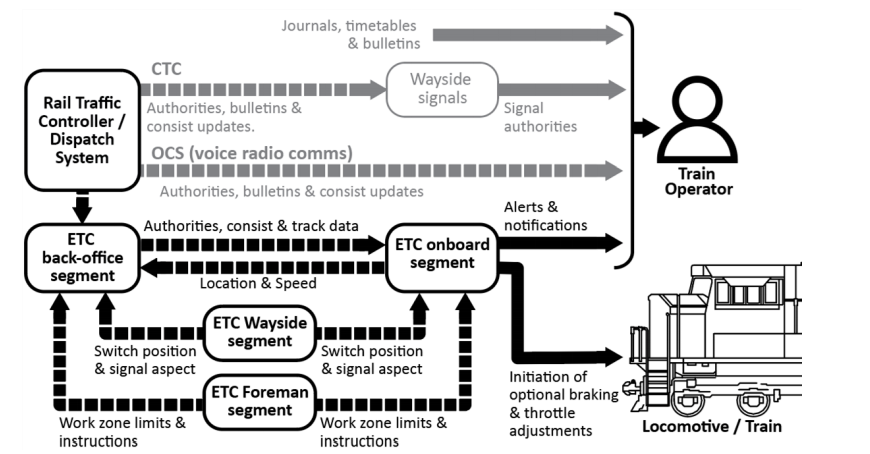 Journals, timetables
& bulletins
CTC
Wayside
signals
Authorities, bulletins &
consist updates.
Signal
authorities
Rail Traffic
Controller /
Dispatch
System
OCS (voice radio comms)
Authorities, bulletins & consist updates
Train
Operator
ETC
back-office
segment
Authorities, consist & track data
Location & Speed
ETC onboard
segment
Alerts &
notifications
ETC Wayside
segment
Switch position
& signal aspect
Switch position
& signal aspect
ETC Foreman
segment
Work zone limits &
instructions
Work zone limits &
instructions
Initiation of
optional braking
& throttle
adjustments
Locomotive / Train